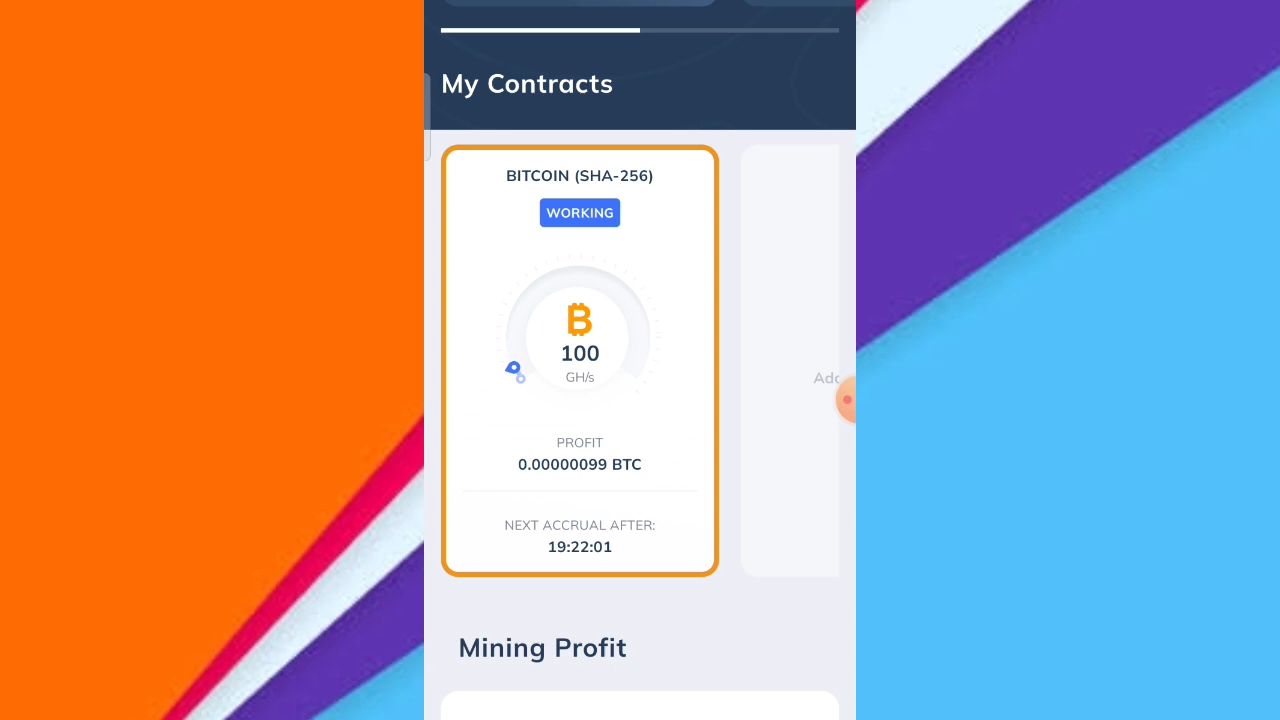 My Contracts
BITCOIN (SHA-256)
WORKING
100
GH/s
PROFIT
0.00000099 BTC
NEXT ACCRUAL AFTER:
19:22:01
Mining Profit